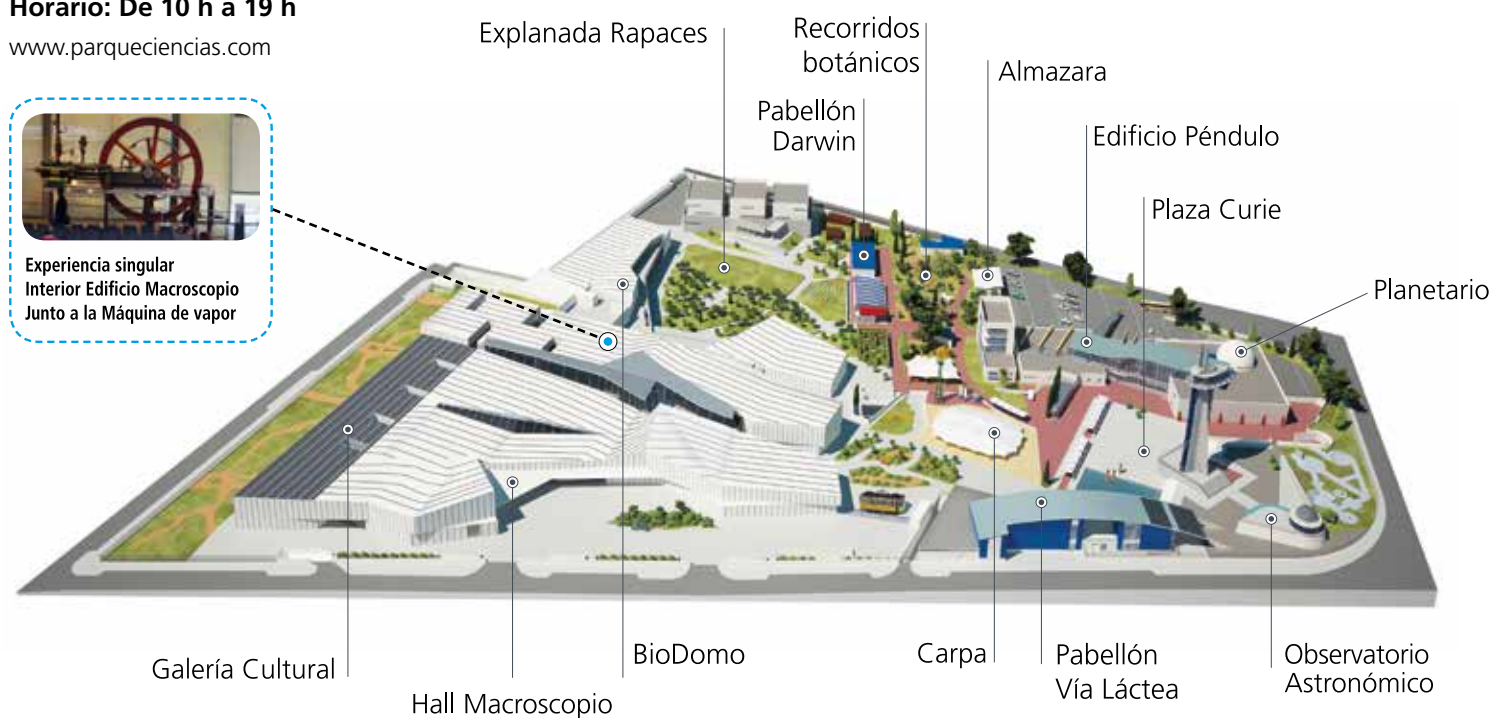 Horario: De 10 h a 19 h
www.parqueciencias.com
Explanada Rapaces
Recorridos
botánicos
Almazara
Pabellón
Darwin
Edificio Péndulo
Plaza Curie
Planetario
Experiencia singular
Interior Edificio Macroscopio
Junto a la Máquina de vapor
Galería Cultural
Hall Macroscopio
BioDomo
Carpa
Pabellón
Vía Láctea
Observatorio
Astronómico